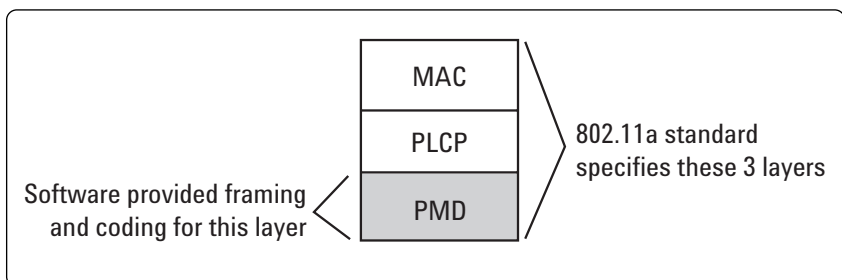 MAC
PLCP
PMD
802.11a standard
specifies these 3 layers
Software provided framing
and coding for this layer